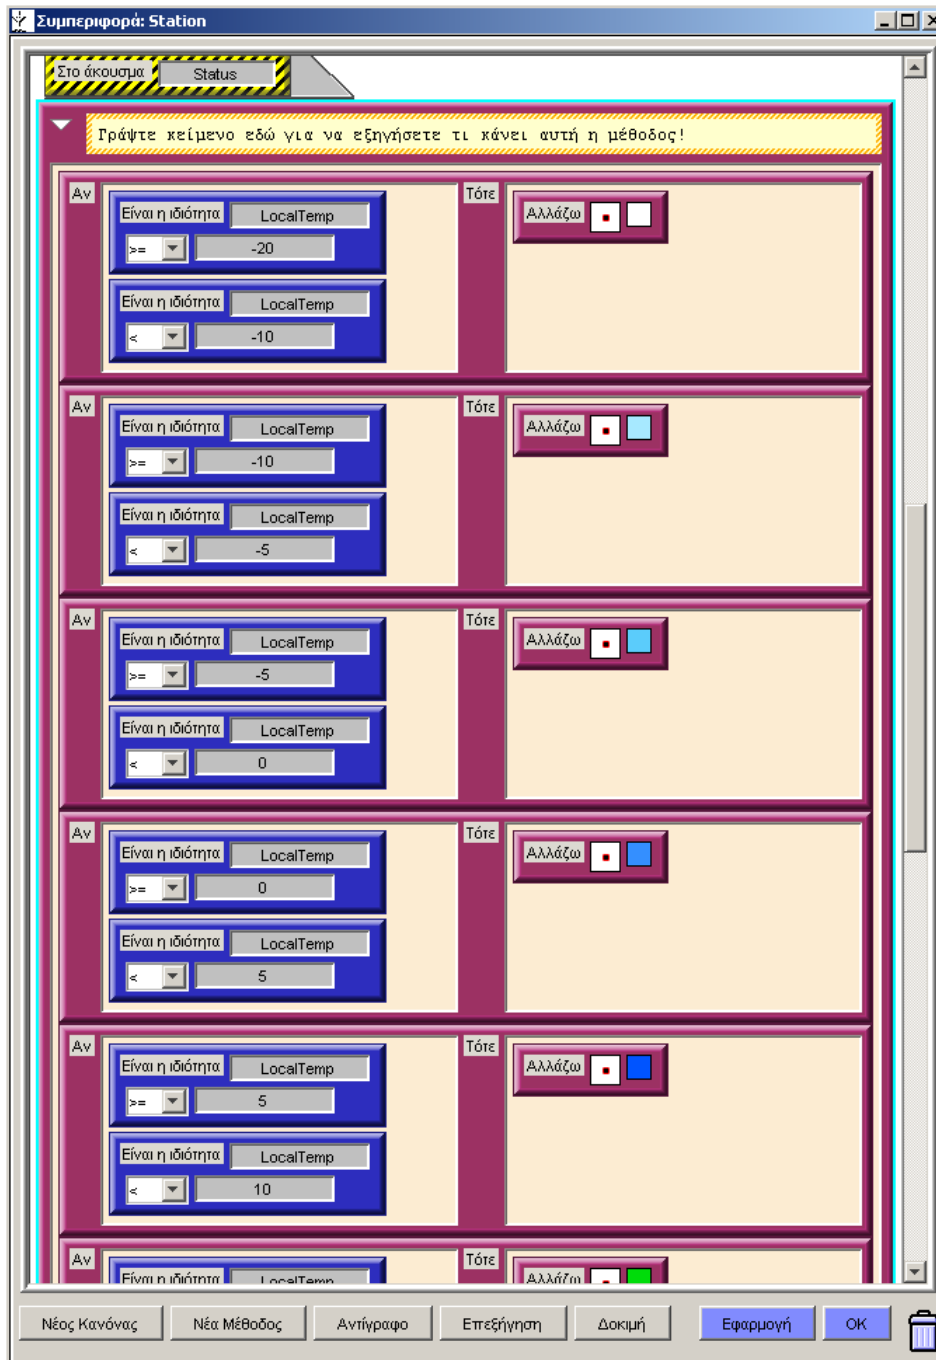 Συμπεριφορά: Station
Στο άκουσμα Status
Γράψτε κείμενο εδώ για να εξηγήσετε τι κάνει αυτή η μέθοδος!
Αν
Είναι η ιδιότητα LocalTemp
>= -20
Είναι η ιδιότητα LocalTemp
< -10
Τότε
Αλλάζω
Αν
Είναι η ιδιότητα LocalTemp
>= -10
Είναι η ιδιότητα LocalTemp
< -5
Τότε
Αλλάζω
Αν
Είναι η ιδιότητα LocalTemp
>= -5
Είναι η ιδιότητα LocalTemp
< 0
Τότε
Αλλάζω
Αν
Είναι η ιδιότητα LocalTemp
>= 0
Είναι η ιδιότητα LocalTemp
< 5
Τότε
Αλλάζω
Αν
Είναι η ιδιότητα LocalTemp
>= 5
Είναι η ιδιότητα LocalTemp
< 10
Τότε
Αλλάζω
Αν
Είναι η ιδιότητα LocalTemp
Τότε
Αλλάζω
Νέος Κανόνας Νέα Μέθοδος Αντίγραφο Επεξήγηση Δοκιμή Εφαρμογή OK